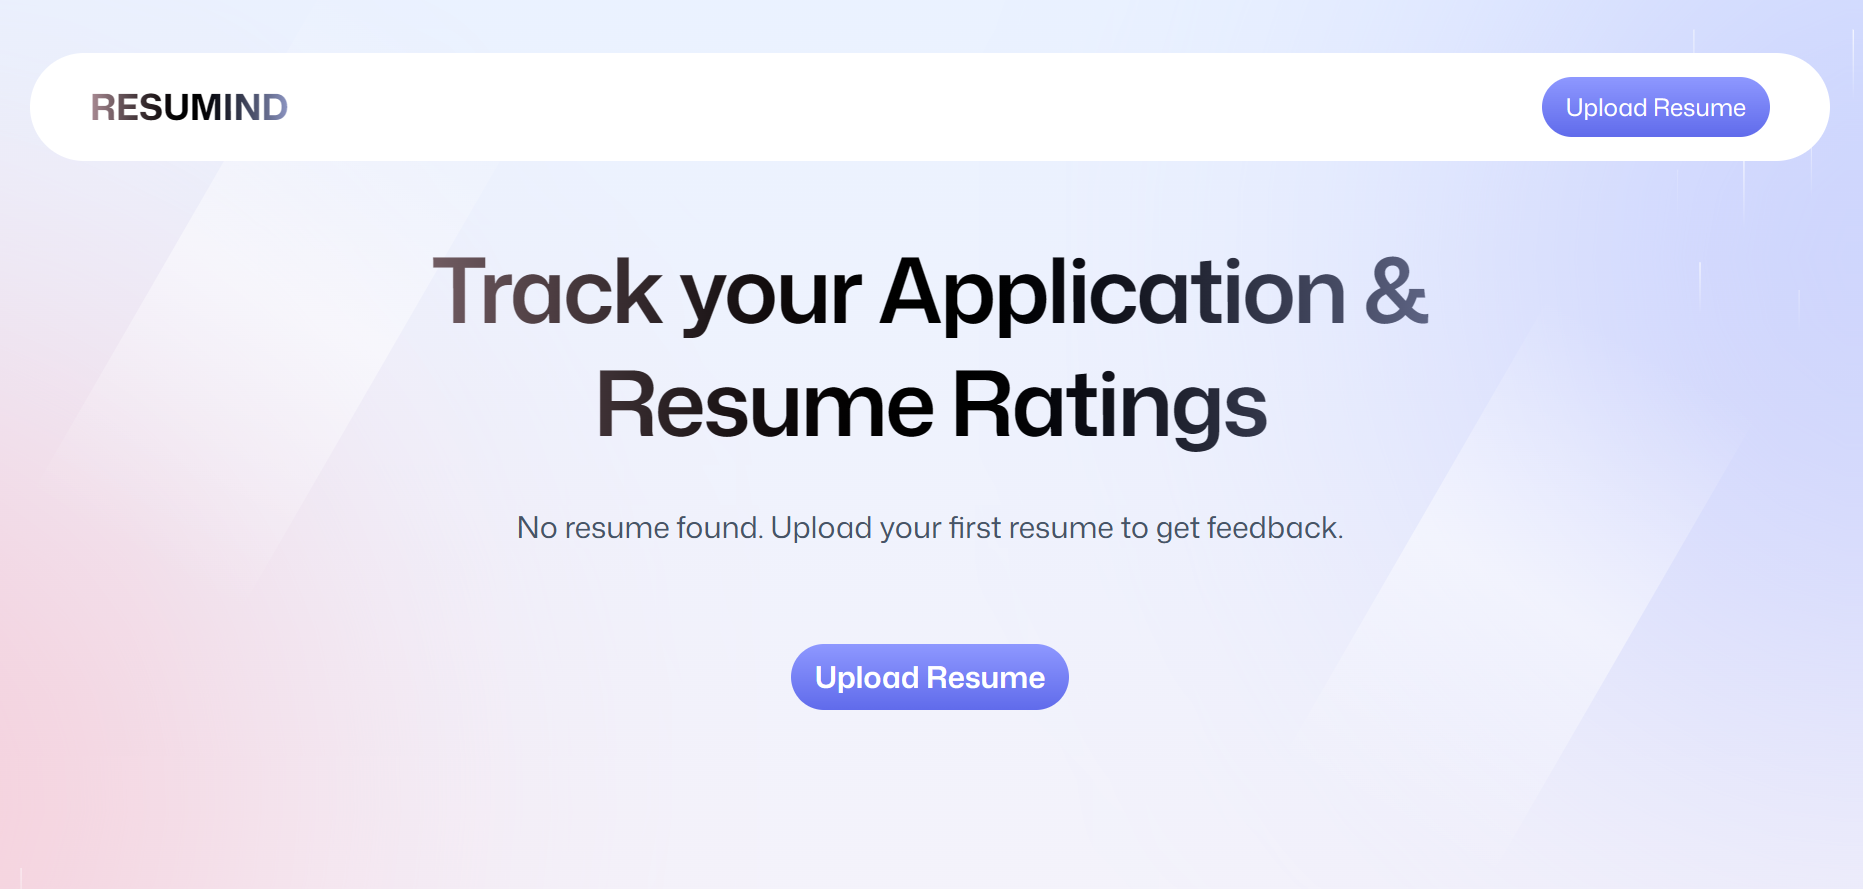 RESUMIND
Upload Resume
Track your Application &
Resume Ratings
No resume found. Upload your first resume to get feedback.
Upload Resume